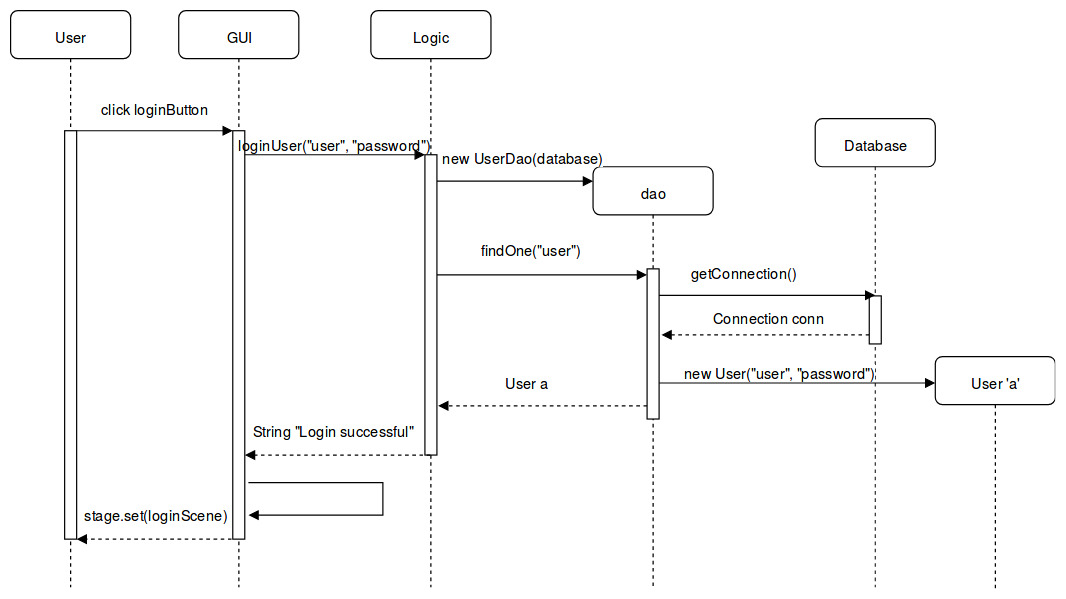 User
GUI
Logic
click loginButton
Database
loginUser("user", "password")
new UserDao(database)
dao
findOne("user")
getConnection()
Connection conn
new User("user", "password")
User 'a'
User a
String "Login successful"
stage.set(loginScene)